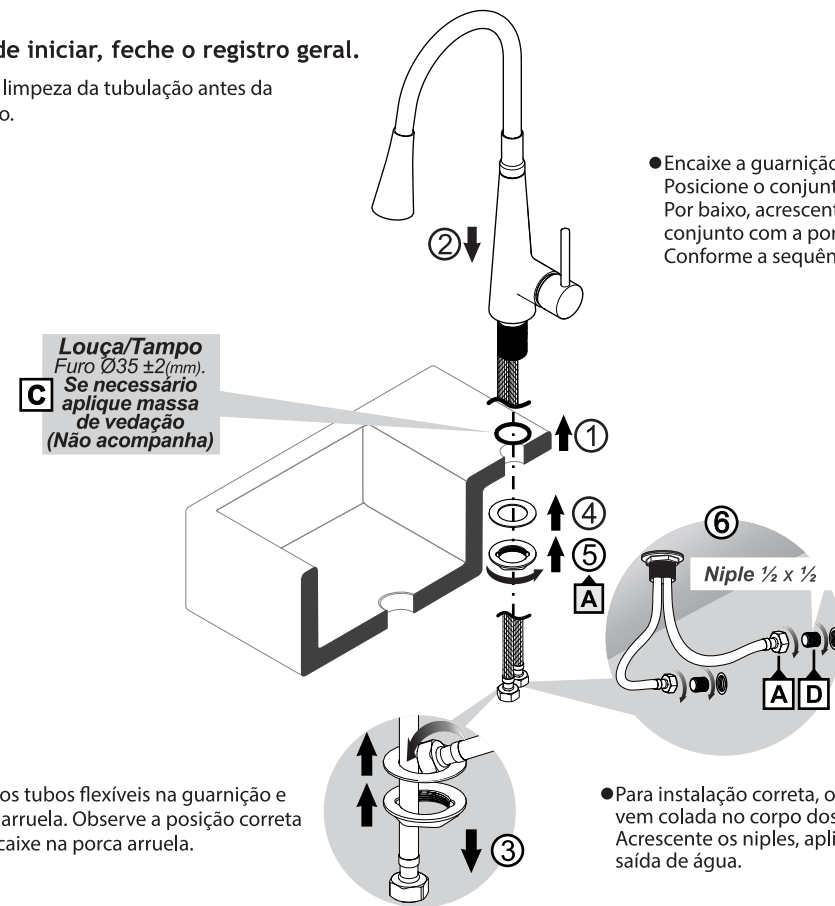 de iniciar, feche o registro geral.
limpeza da tubulação antes da
o.
② 
● Encaixe a guarnição
Posicione o conjunt
Por baixo, acrescent
conjunto com a por
Conforme a sequên
C
Louça/Tampo
Furo Ø35 ±2(mm).
Se necessário
aplique massa
de vedação
(Não acompanha)
①
④
⑤
A
⑥
Niple ½ x ½
A D
③
os tubos flexíveis na guarnição e
arruela. Observe a posição correta
caixe na porca arruela.
● Para instalação correta, o
vem colada no corpo dos
Acrescente os niples, apli
saída de água.